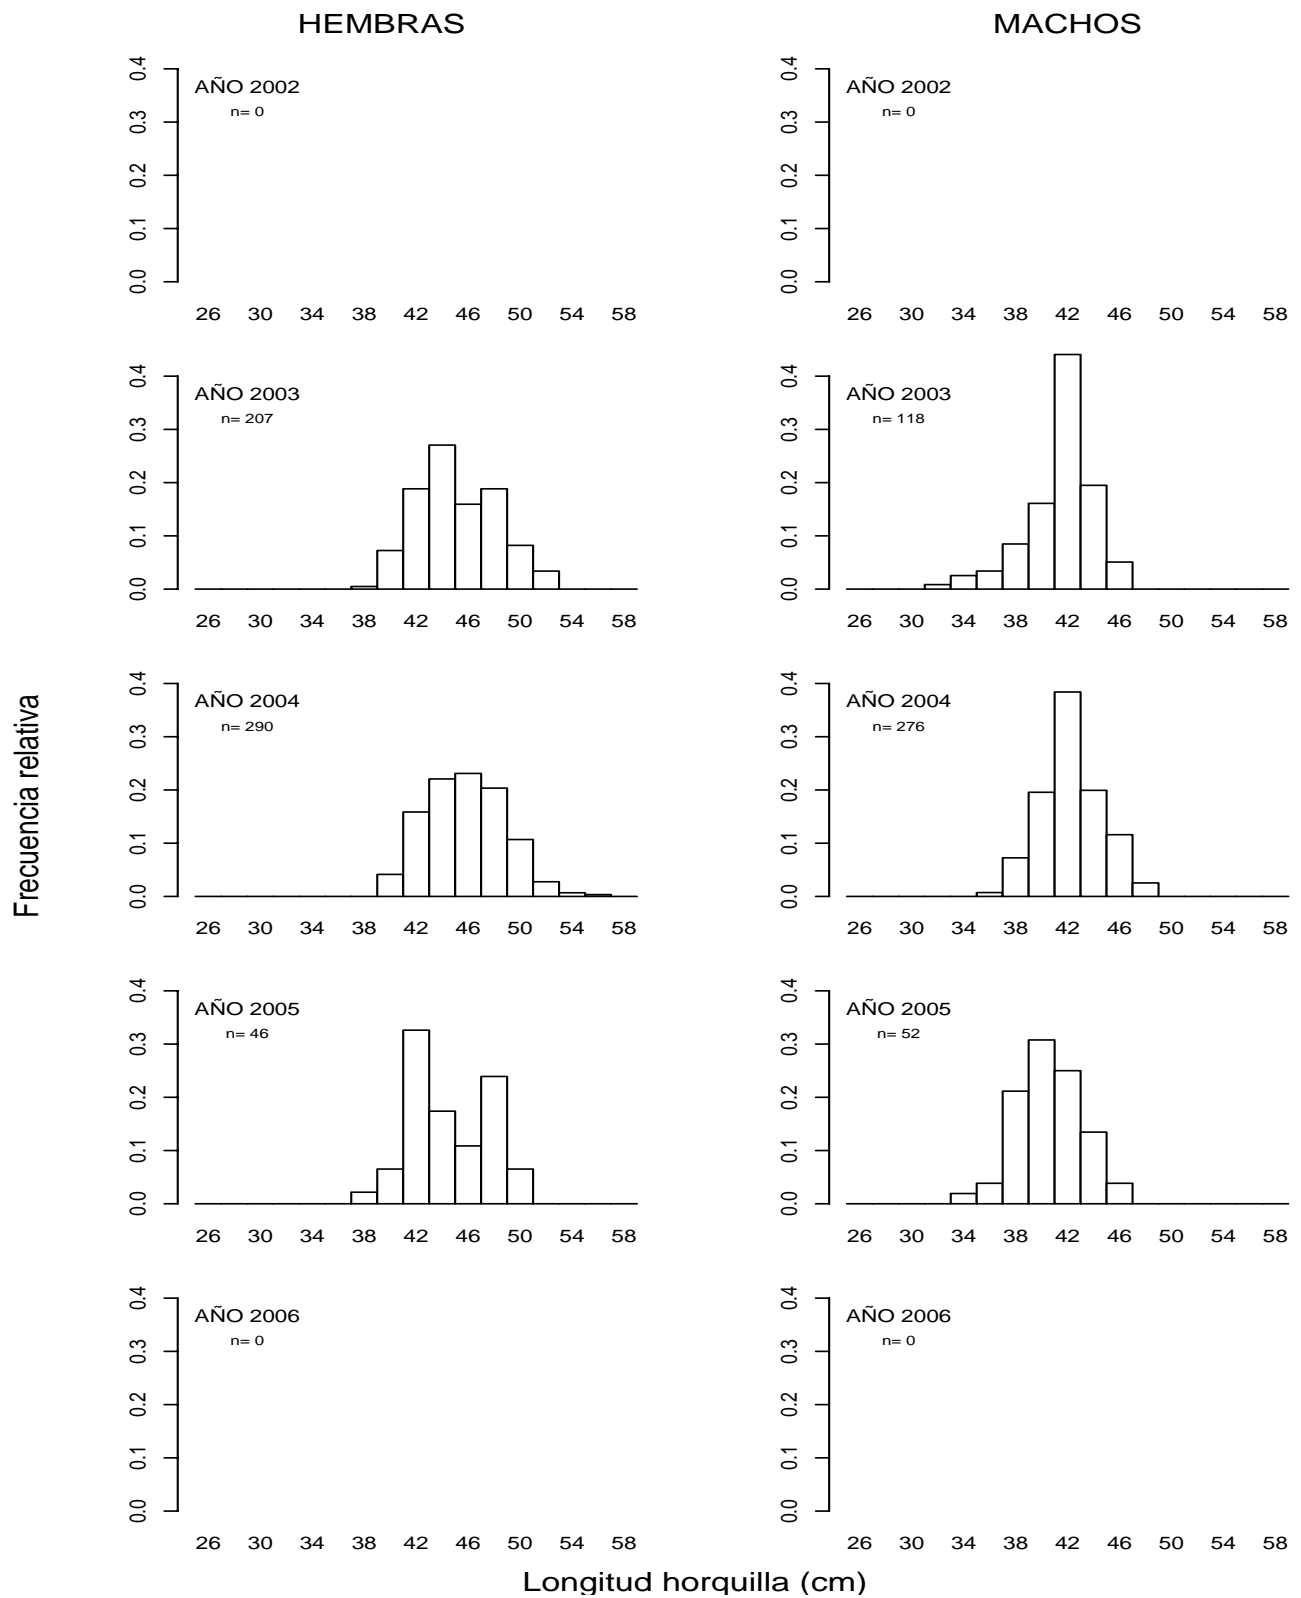 HEMBRAS MACHOS
0.0 0.1 0.2 0.3 0.4
AÑO 2002
n= 0
26 30 34 38 42 46 50 54 58
0.0 0.1 0.2 0.3 0.4
AÑO 2002
n= 0
26 30 34 38 42 46 50 54 58
0.0 0.1 0.2 0.3 0.4
AÑO 2003
n= 207
26 30 34 38 42 46 50 54 58
0.0 0.1 0.2 0.3 0.4
AÑO 2003
n= 118
26 30 34 38 42 46 50 54 58
Frecuencia relativa
0.0 0.1 0.2 0.3 0.4
AÑO 2004
n= 290
26 30 34 38 42 46 50 54 58
0.0 0.1 0.2 0.3 0.4
AÑO 2004
n= 276
26 30 34 38 42 46 50 54 58
0.0 0.1 0.2 0.3 0.4
AÑO 2005
n= 46
26 30 34 38 42 46 50 54 58
0.0 0.1 0.2 0.3 0.4
AÑO 2005
n= 52
26 30 34 38 42 46 50 54 58
0.0 0.1 0.2 0.3 0.4
AÑO 2006
n= 0
26 30 34 38 42 46 50 54 58
0.0 0.1 0.2 0.3 0.4
AÑO 2006
n= 0
26 30 34 38 42 46 50 54 58
Longitud horquilla (cm)